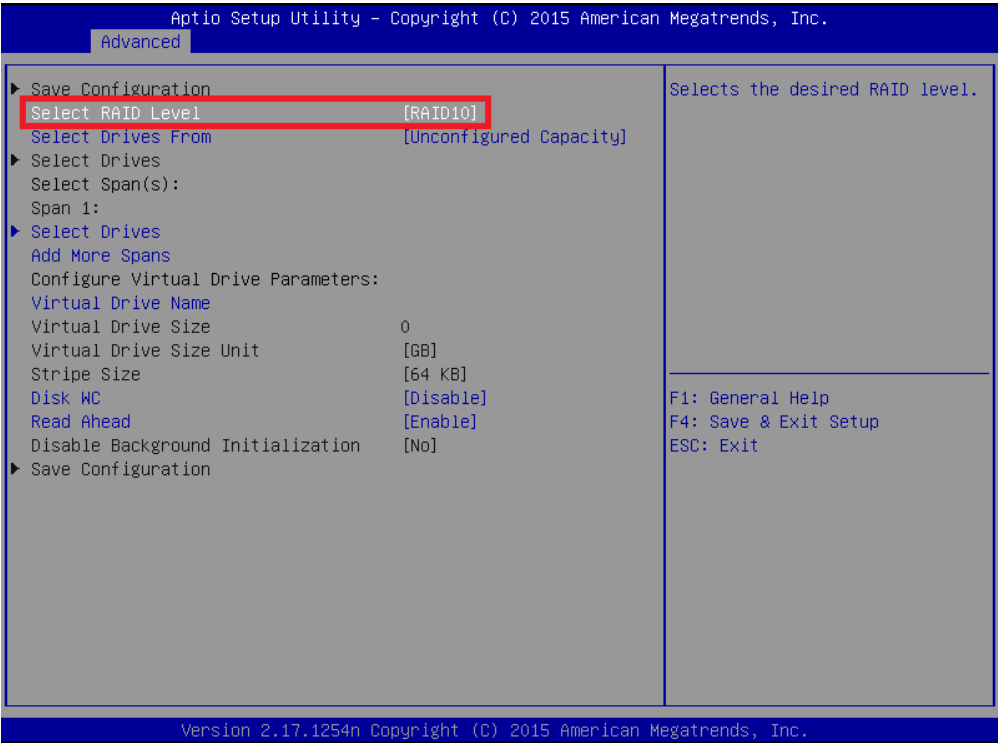 Aptio Setup Utility – Copyright (C) 2015 American Megatrends, Inc.
Advanced
Save Configuration
Select RAID Level [RAID10]
Select Drives From [Unconfigured Capacity]
Select Drives
Select Span(s):
Span 1:
Select Drives
Add More Spans
Configure Virtual Drive Parameters:
Virtual Drive Name
Virtual Drive Size 0
Virtual Drive Size Unit [GB]
Stripe Size [64 KB]
Disk WC [Disable]
Read Ahead [Enable]
Disable Background Initialization [No]
Save Configuration
Selects the desired RAID level.
F1: General Help
F4: Save & Exit Setup
ESC: Exit
Version 2.17.1254n Copyright (C) 2015 American Megatrends, Inc.